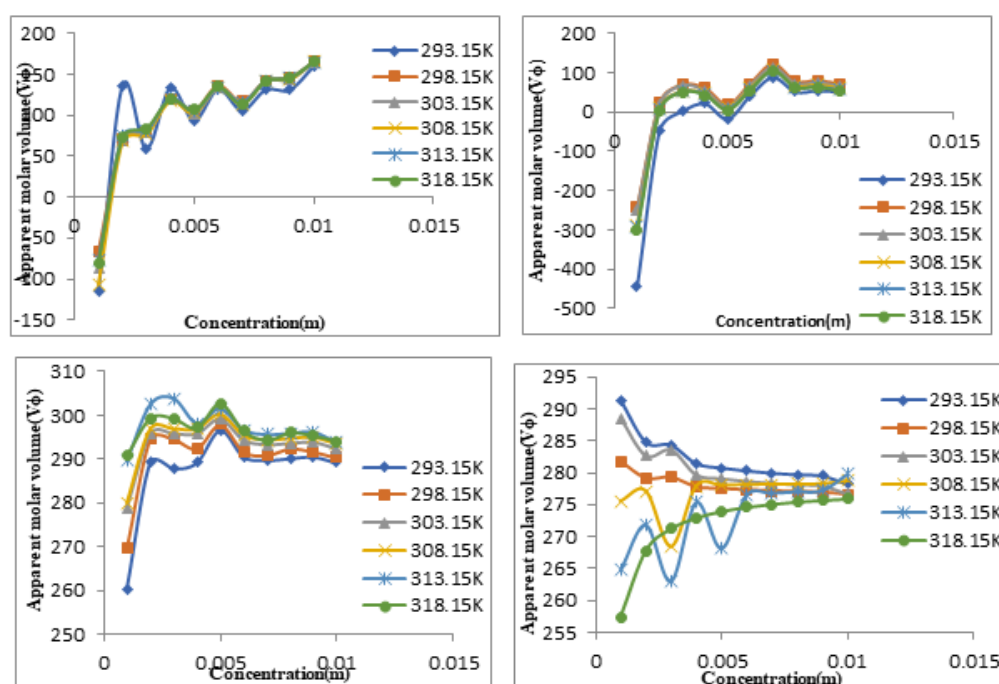 Apparent molar volume(Vϕ)
200
150
100
50
0
-50
-100
-150
0
0.005
0.01
0.015
Concentration(m)
293.15K
298.15K
303.15K
308.15K
313.15K
318.15K
Apparent molar volume(Vϕ)
200
100
0
-100
-200
-300
-400
-500
0
0.005
0.01
0.015
Concentration(m)
293.15K
298.15K
303.15K
308.15K
313.15K
318.15K
Apparent molar volume(Vϕ)
310
300
290
280
270
260
250
0
0.005
0.01
0.015
Concentration(m)
293.15K
298.15K
303.15K
308.15K
313.15K
318.15K
Apparent molar volume(Vϕ)
295
290
285
280
275
270
265
260
255
0
0.005
0.01
0.015
Concentration(m)
293.15K
298.15K
303.15K
308.15K
313.15K
318.15K